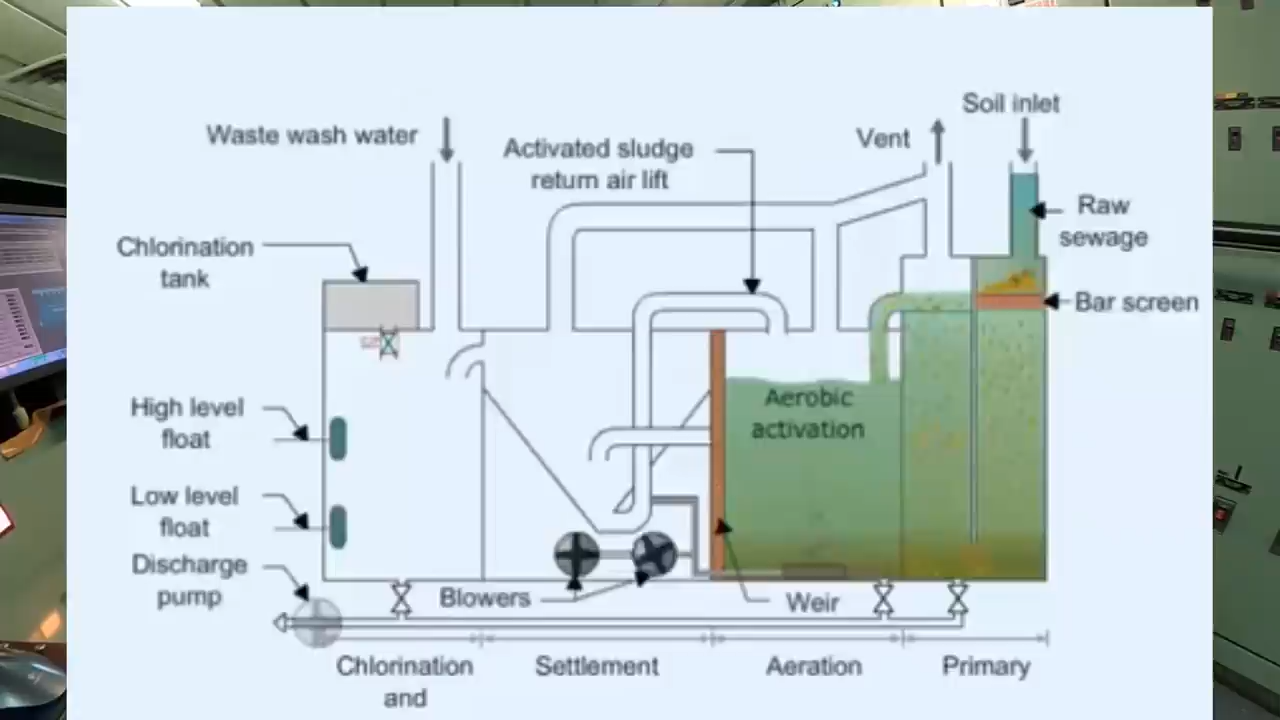 Soil inlet
Waste wash water
Activated sludge
return air lift
Vent
Raw
sewage
Chlorination
tank
Bar screen
Aerobic
activation
High level
float
Low level
float
Discharge
pump
Blowers
Weir
Chlorination
and
Settlement
Aeration
Primary